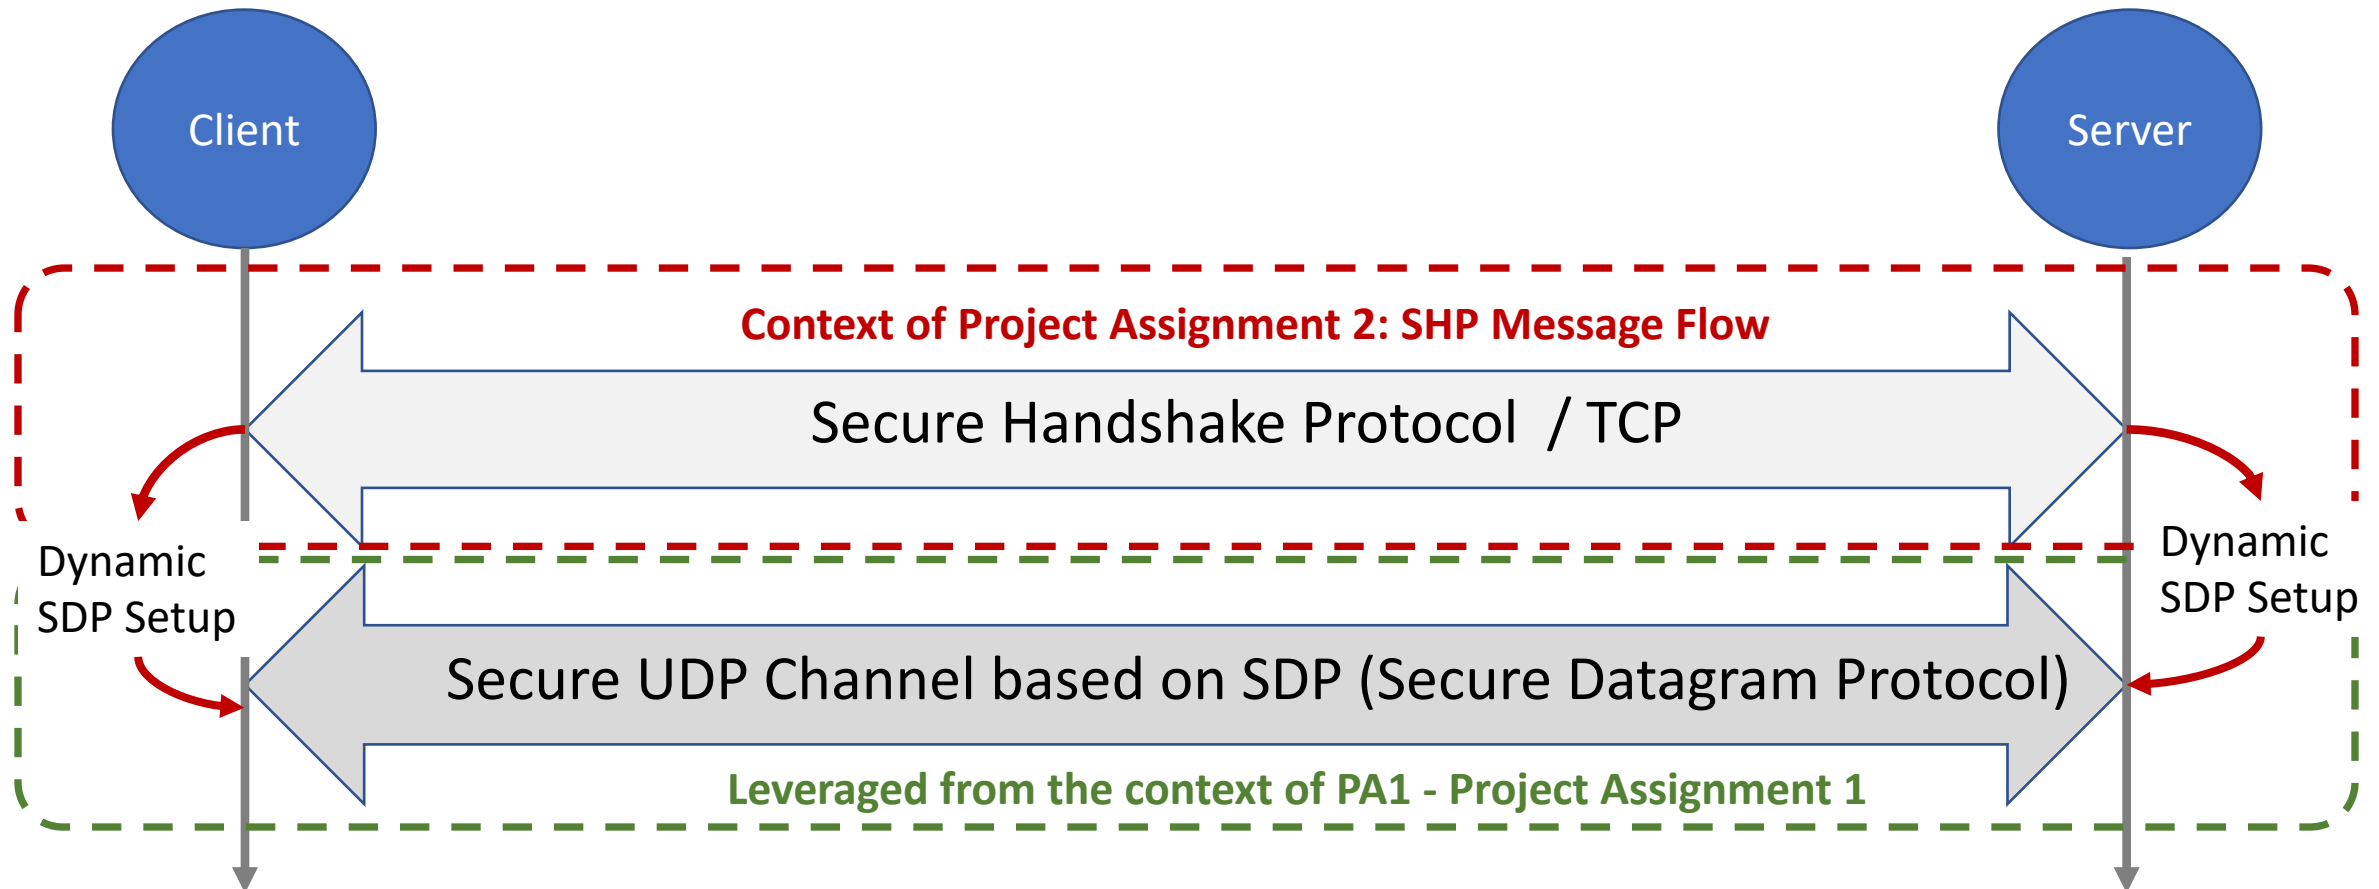 Client
Server
Context of Project Assignment 2: SHP Message Flow
Secure Handshake Protocol / TCP
Dynamic
SDP Setup
Dynamic
SDP Setup
Secure UDP Channel based on SDP (Secure Datagram Protocol)
Leveraged from the context of PA1 - Project Assignment 1